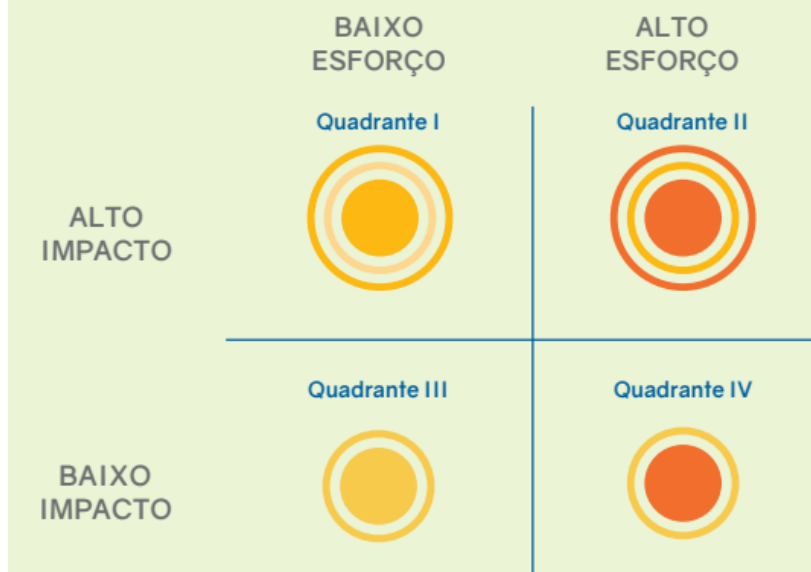 BAIXO
ESFORÇO
ALTO
ESFORÇO
Quadrante I
Quadrante II
ALTO
IMPACTO
Quadrante III
Quadrante IV
BAIXO
IMPACTO